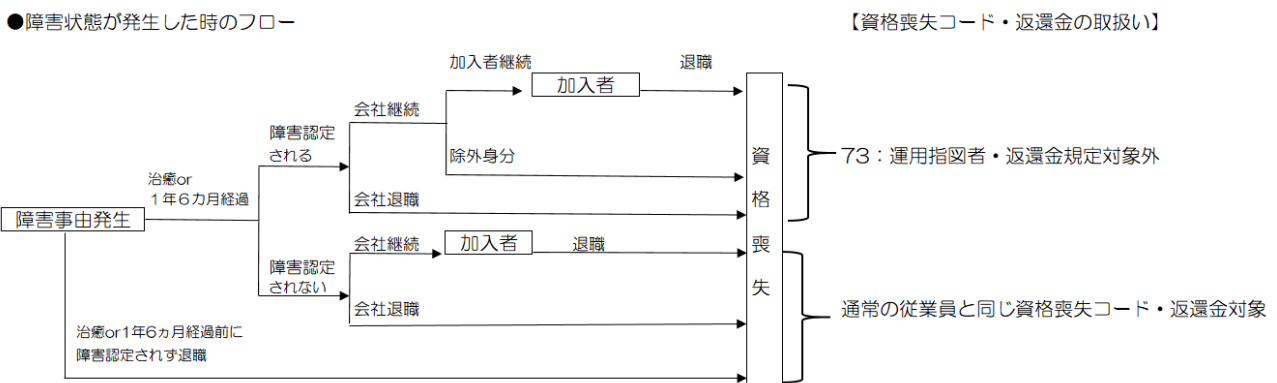 ●障害状態が発生した時のフロー
【資格喪失コード・返還金の取扱い】
加入者継続
加入者
退職
会社継続
障害認定
される
除外身分
治癒or
1年6カ月経過
会社退職
障害事由発生
会社継続
加入者
退職
障害認定
されない
会社退職
治癒or1年6ヵ月経過前に
障害認定されず退職
資
格
喪
失
73：運用指図者・返還金規定対象外
通常の従業員と同じ資格喪失コード・返還金対象